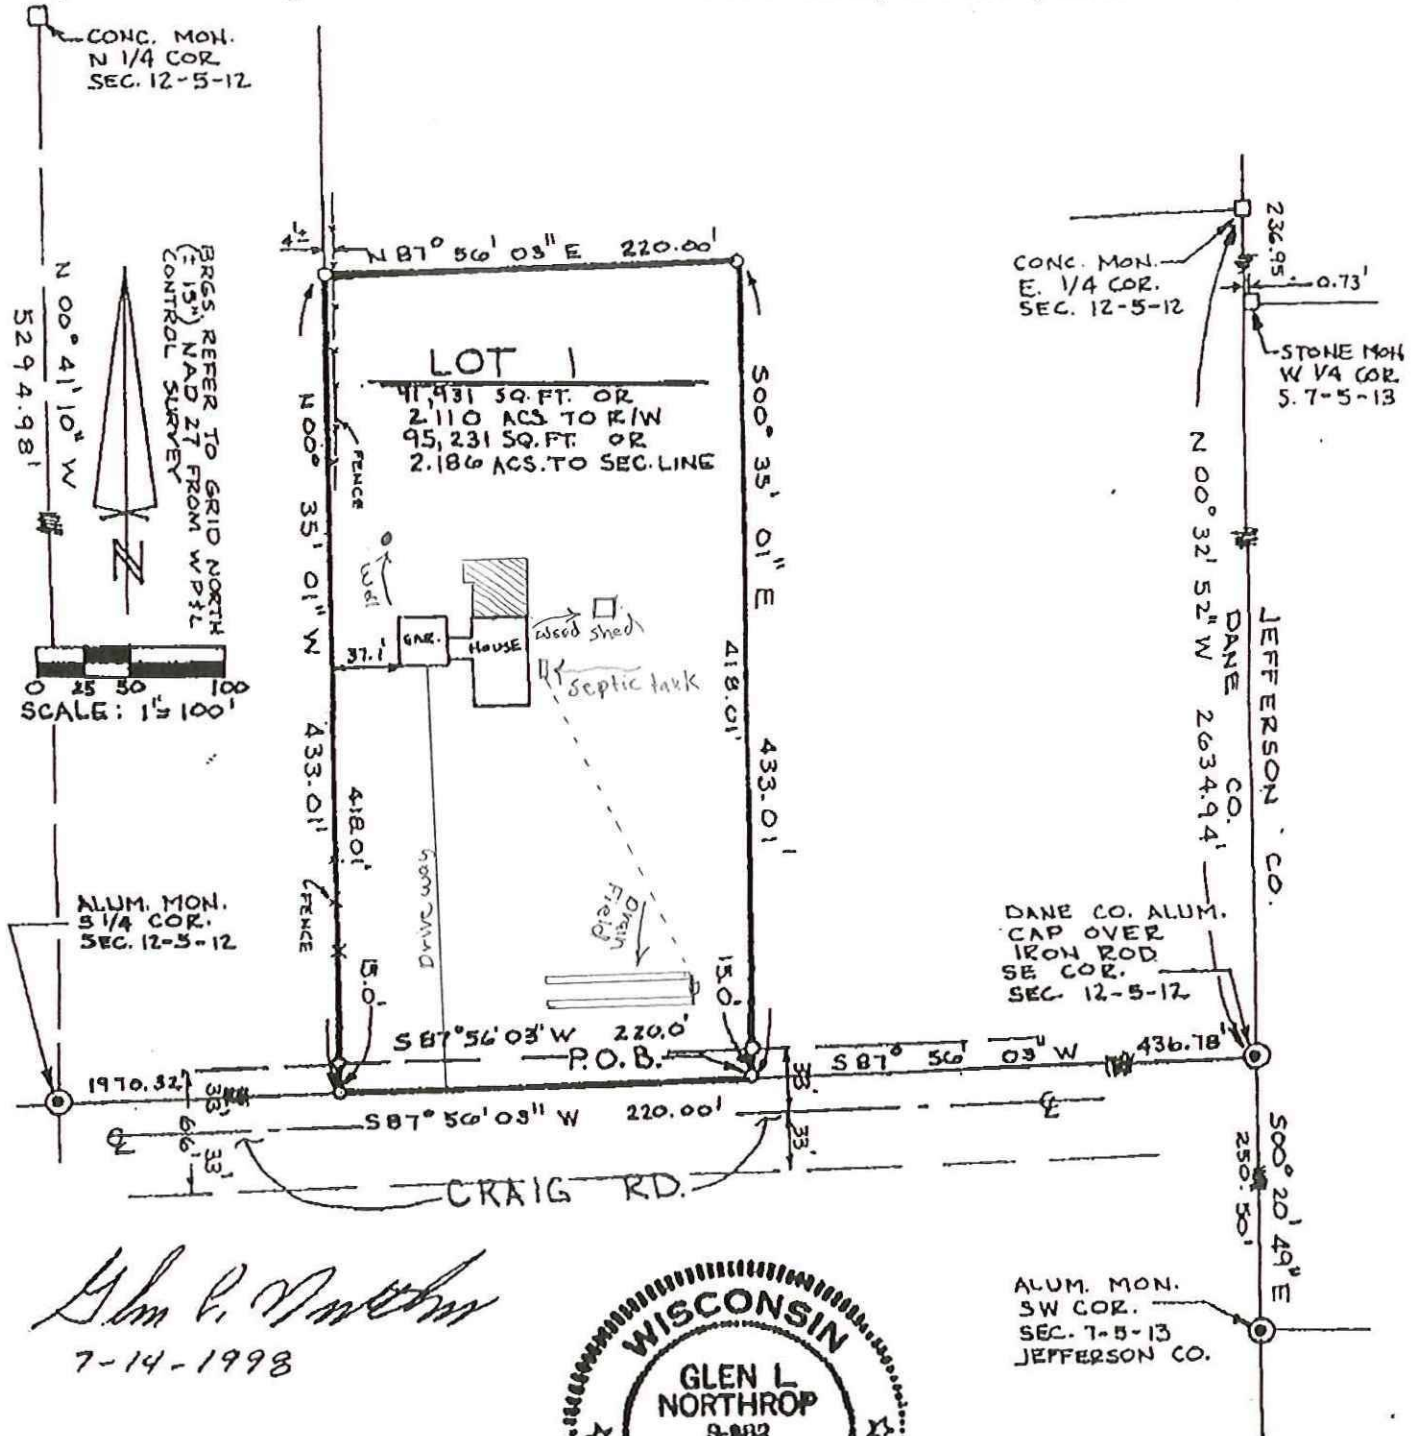 CONC. MON.
N 1/4 COR
SEC. 12-5-12
N 00° 41' 10" W
5294.98'
BRGS. REFER TO GRID NORTH
(± 15") NAD 27 FROM WP&L
CONTROL SURVEY
N
0 25 50 100
SCALE: 1"=100'
4'±
N 87° 56' 03" E 220.00'
LOT 1
91,931 SQ.FT. OR
2.110 ACS TO R/W
95,231 SQ.FT. OR
2.186 ACS. TO SEC. LINE
N 00° 35' 01" W 433.01'
418.01'
FENCE
FENCE
S00° 35' 01" E
418.01'
433.01'
Well
GAR.
HOUSE
Wood shed
37.1'
Septic tank
Driveway
Drain
Field
15.0'
15.0'
S 87° 56' 03" W 220.0'
P.O.B.
S 87° 56' 03" W 220.00'
CONC. MON.
E. 1/4 COR.
SEC. 12-5-12
236.95
0.73'
STONE MON
W 1/4 COR
S. 7-5-13
N 00° 32' 52" W 2634.94'
DANE CO.
JEFFERSON CO.
ALUM. MON.
S 1/4 COR.
SEC. 12-5-12
DANE CO. ALUM.
CAP OVER
IRON ROD
SE COR.
SEC. 12-5-12
1970.32'
S 87° 56' 03" W 436.78'
33'
66'
33'
33'
33'
CRAIG RD.
S00° 20' 49" E
250.50'
ALUM. MON.
SW COR.
SEC. 7-5-13
JEFFERSON CO.
7-14-1998
WISCONSIN
GLEN L
NORTHROP